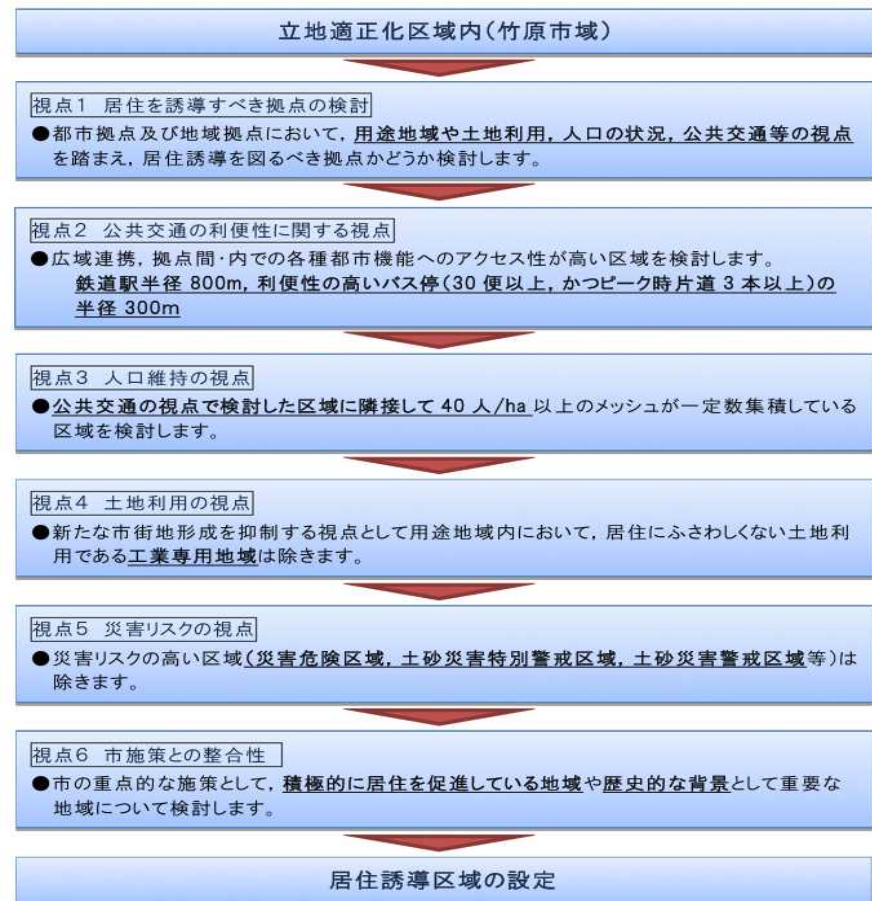 立地適正化区域内(竹原市域)
視点1 居住を誘導すべき拠点の検討
●都市拠点及び地域拠点において,用途地域や土地利用,人口の状況,公共交通等の視点
を踏まえ,居住誘導を図るべき拠点かどうか検討します。
視点2 公共交通の利便性に関する視点
●広域連携,拠点間・内での各種都市機能へのアクセス性が高い区域を検討します。
鉄道駅半径 800m,利便性の高いバス停(30 便以上,かつピーク時片道 3 本以上)の
半径 300m
視点3 人口維持の視点
●公共交通の視点で検討した区域に隣接して 40 人/ha 以上のメッシュが一定数集積している
区域を検討します。
視点4 土地利用の視点
●新たな市街地形成を抑制する視点として用途地域内において,居住にふさわしくない土地利
用である工業専用地域は除きます。
視点5 災害リスクの視点
●災害リスクの高い区域(災害危険区域,土砂災害特別警戒区域,土砂災害警戒区域等)は
除きます。
視点6 市施策との整合性
●市の重点的な施策として,積極的に居住を促進している地域や歴史的な背景として重要な
地域について検討します。
居住誘導区域の設定